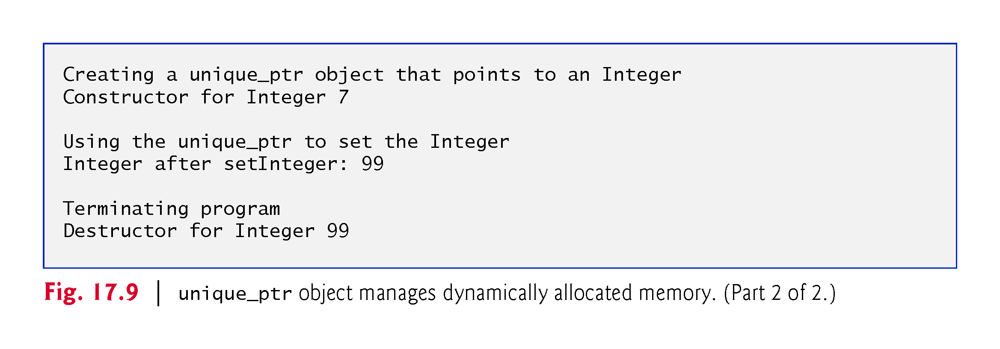 Creating a unique_ptr object that points to an Integer
Constructor for Integer 7
Using the unique_ptr to set the Integer
Integer after setInteger: 99
Terminating program
Destructor for Integer 99
Fig. 17.9 | unique_ptr object manages dynamically allocated memory. (Part 2 of 2.)